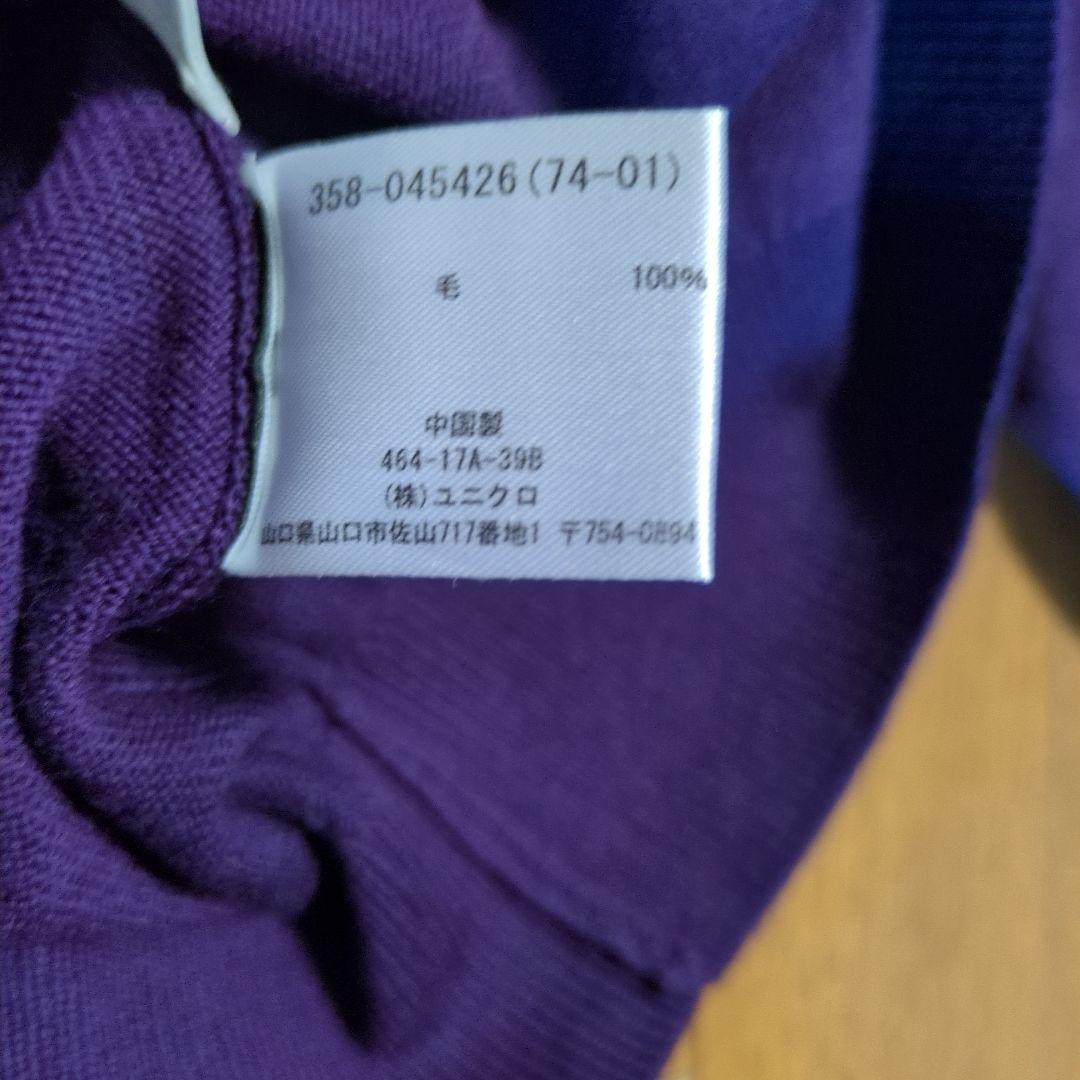 358-045426(74-01)
毛 100%
中国製
464-17A-39B
(株)ユニクロ
山口県山口市佐山717番地1 〒754-0894